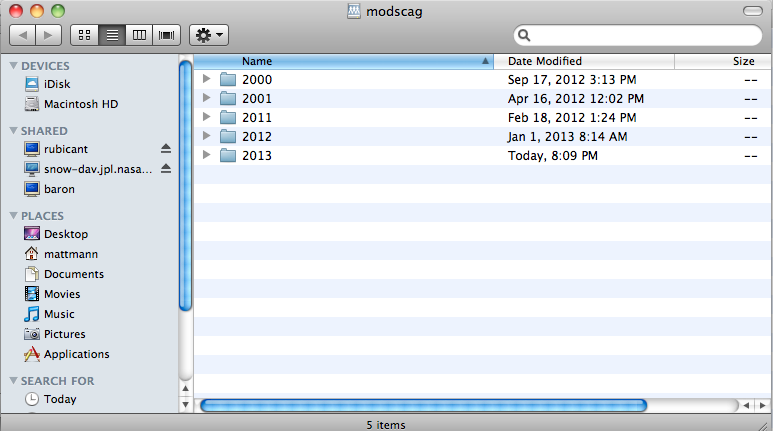 modscag
DEVICES
iDisk
Macintosh HD
SHARED
rubicant
snow-dav.jpl.nasa...
baron
PLACES
Desktop
mattmann
Documents
Movies
Music
Pictures
Applications
SEARCH FOR
Today
Name Date Modified Size
2000 Sep 17, 2012 3:13 PM --
2001 Apr 16, 2012 12:02 PM --
2011 Feb 18, 2012 1:24 PM --
2012 Jan 1, 2013 8:14 AM --
2013 Today, 8:09 PM --
5 items